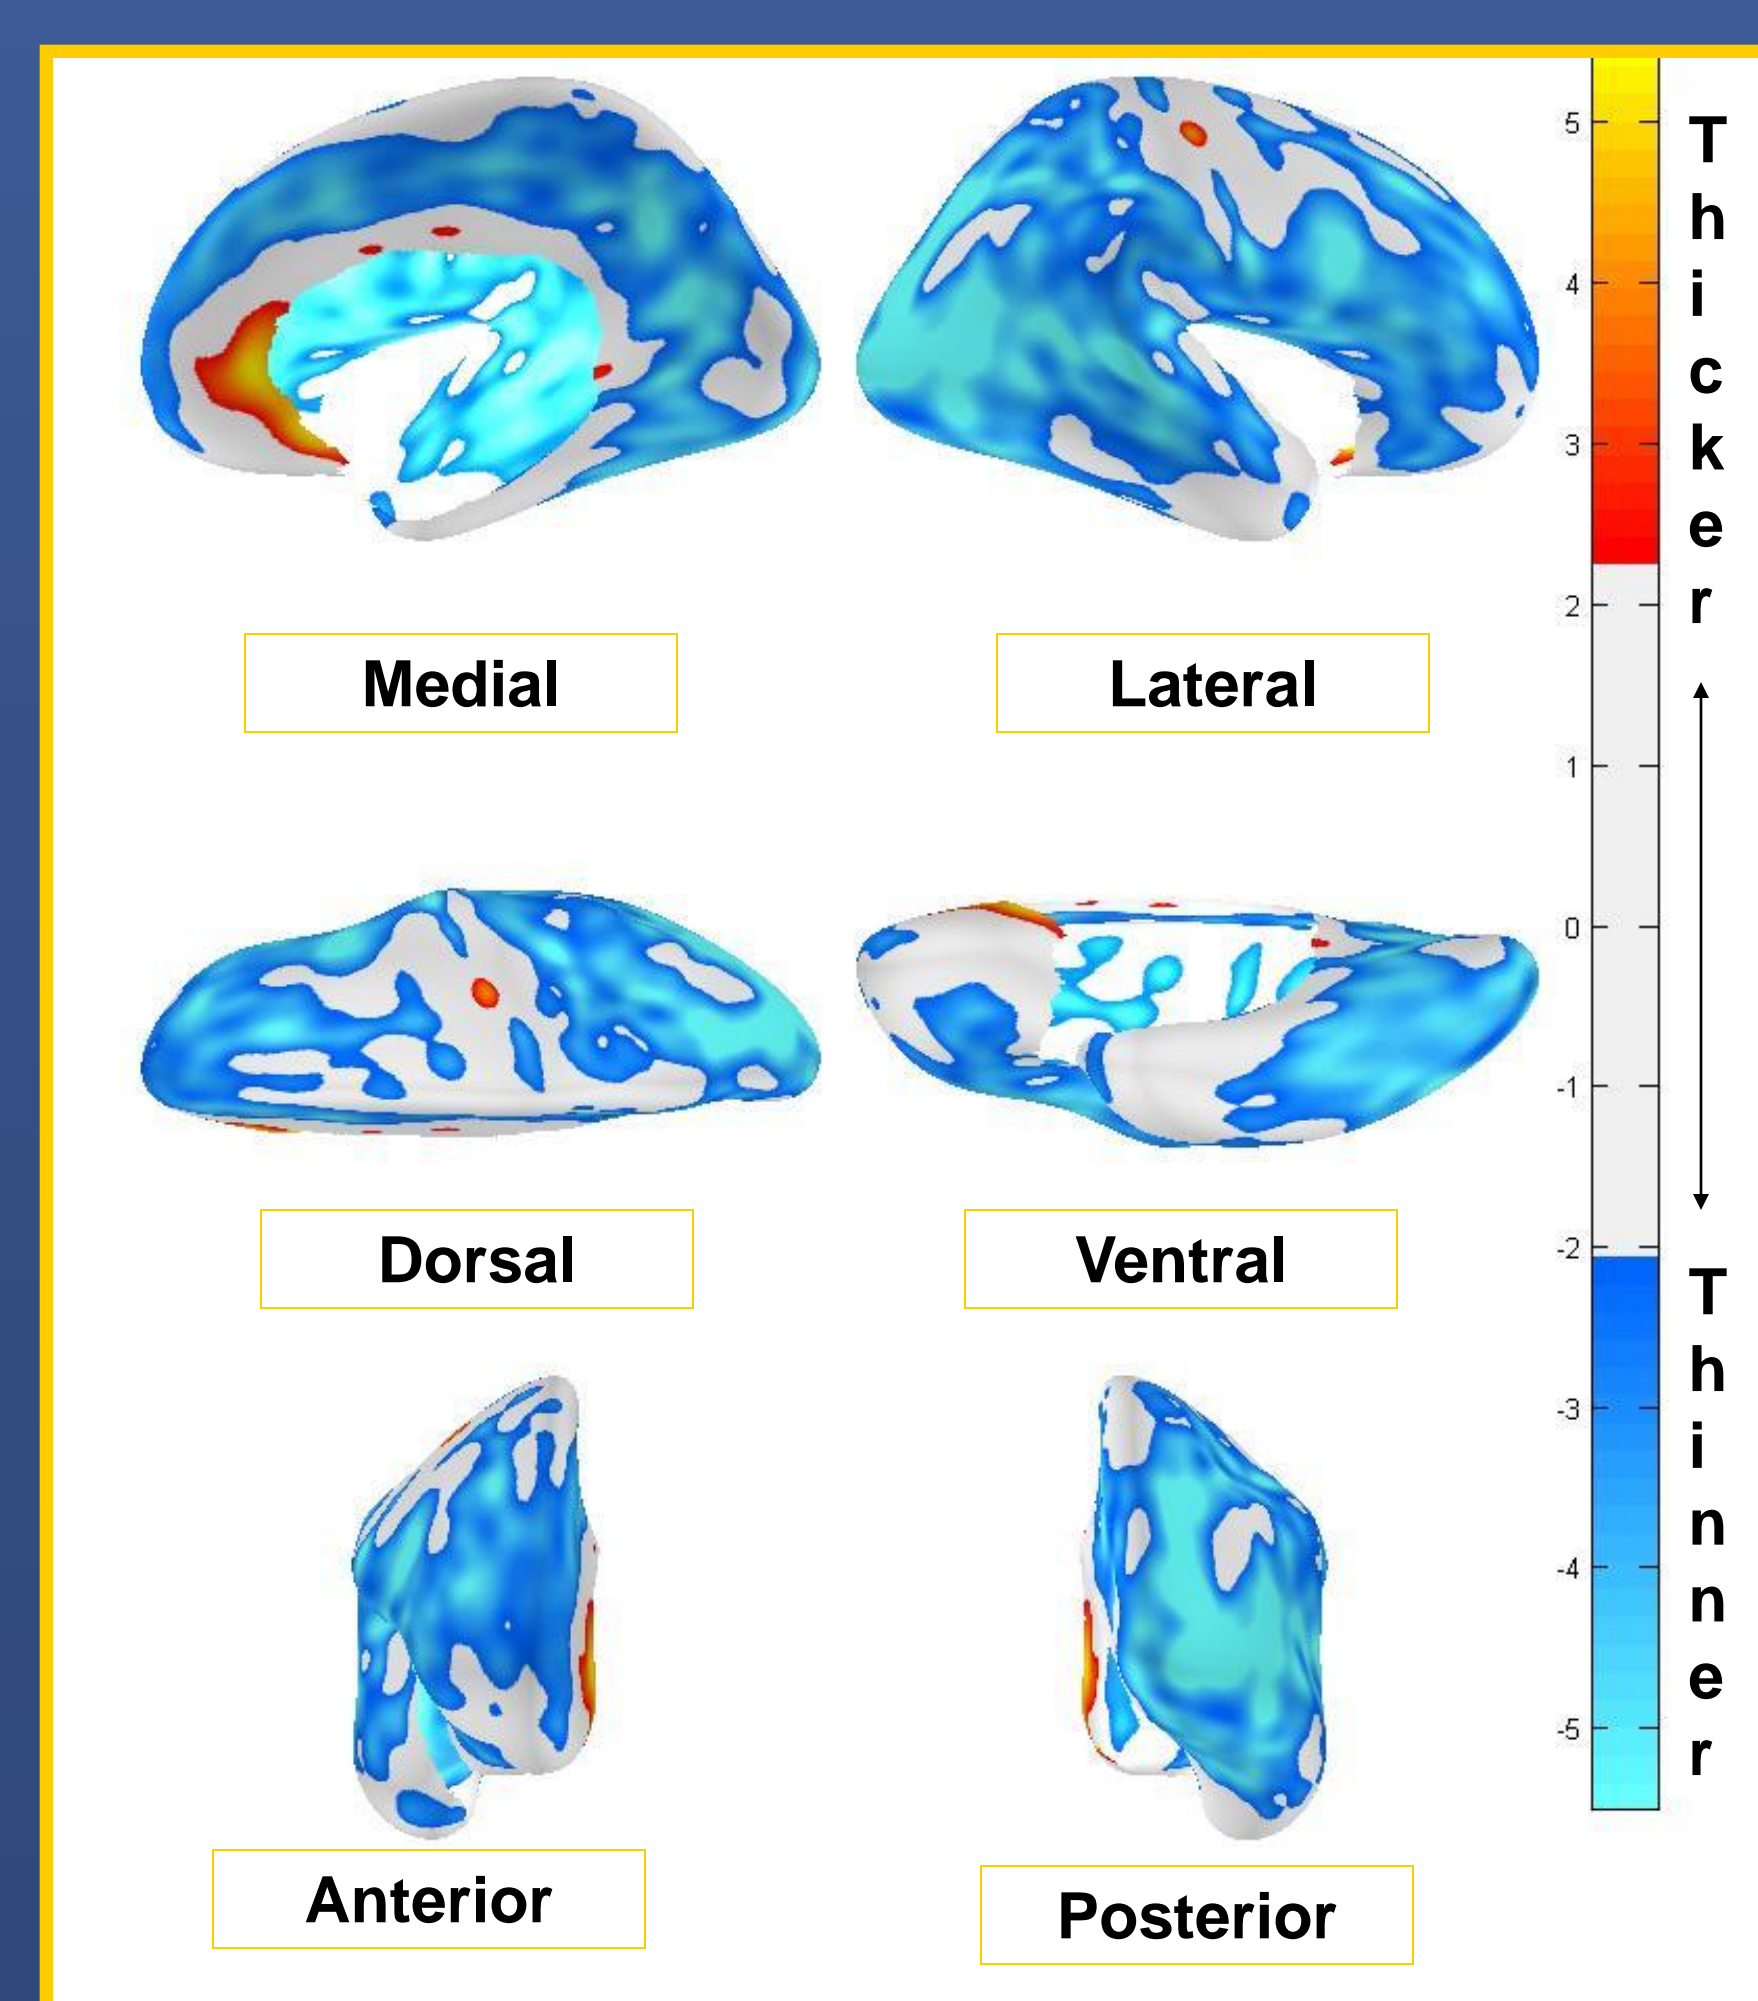 Medial
Lateral
Dorsal
Ventral
Anterior
Posterior
5
4
3
2
1
0
-1
-2
-3
-4
-5
Thicker
Thinner